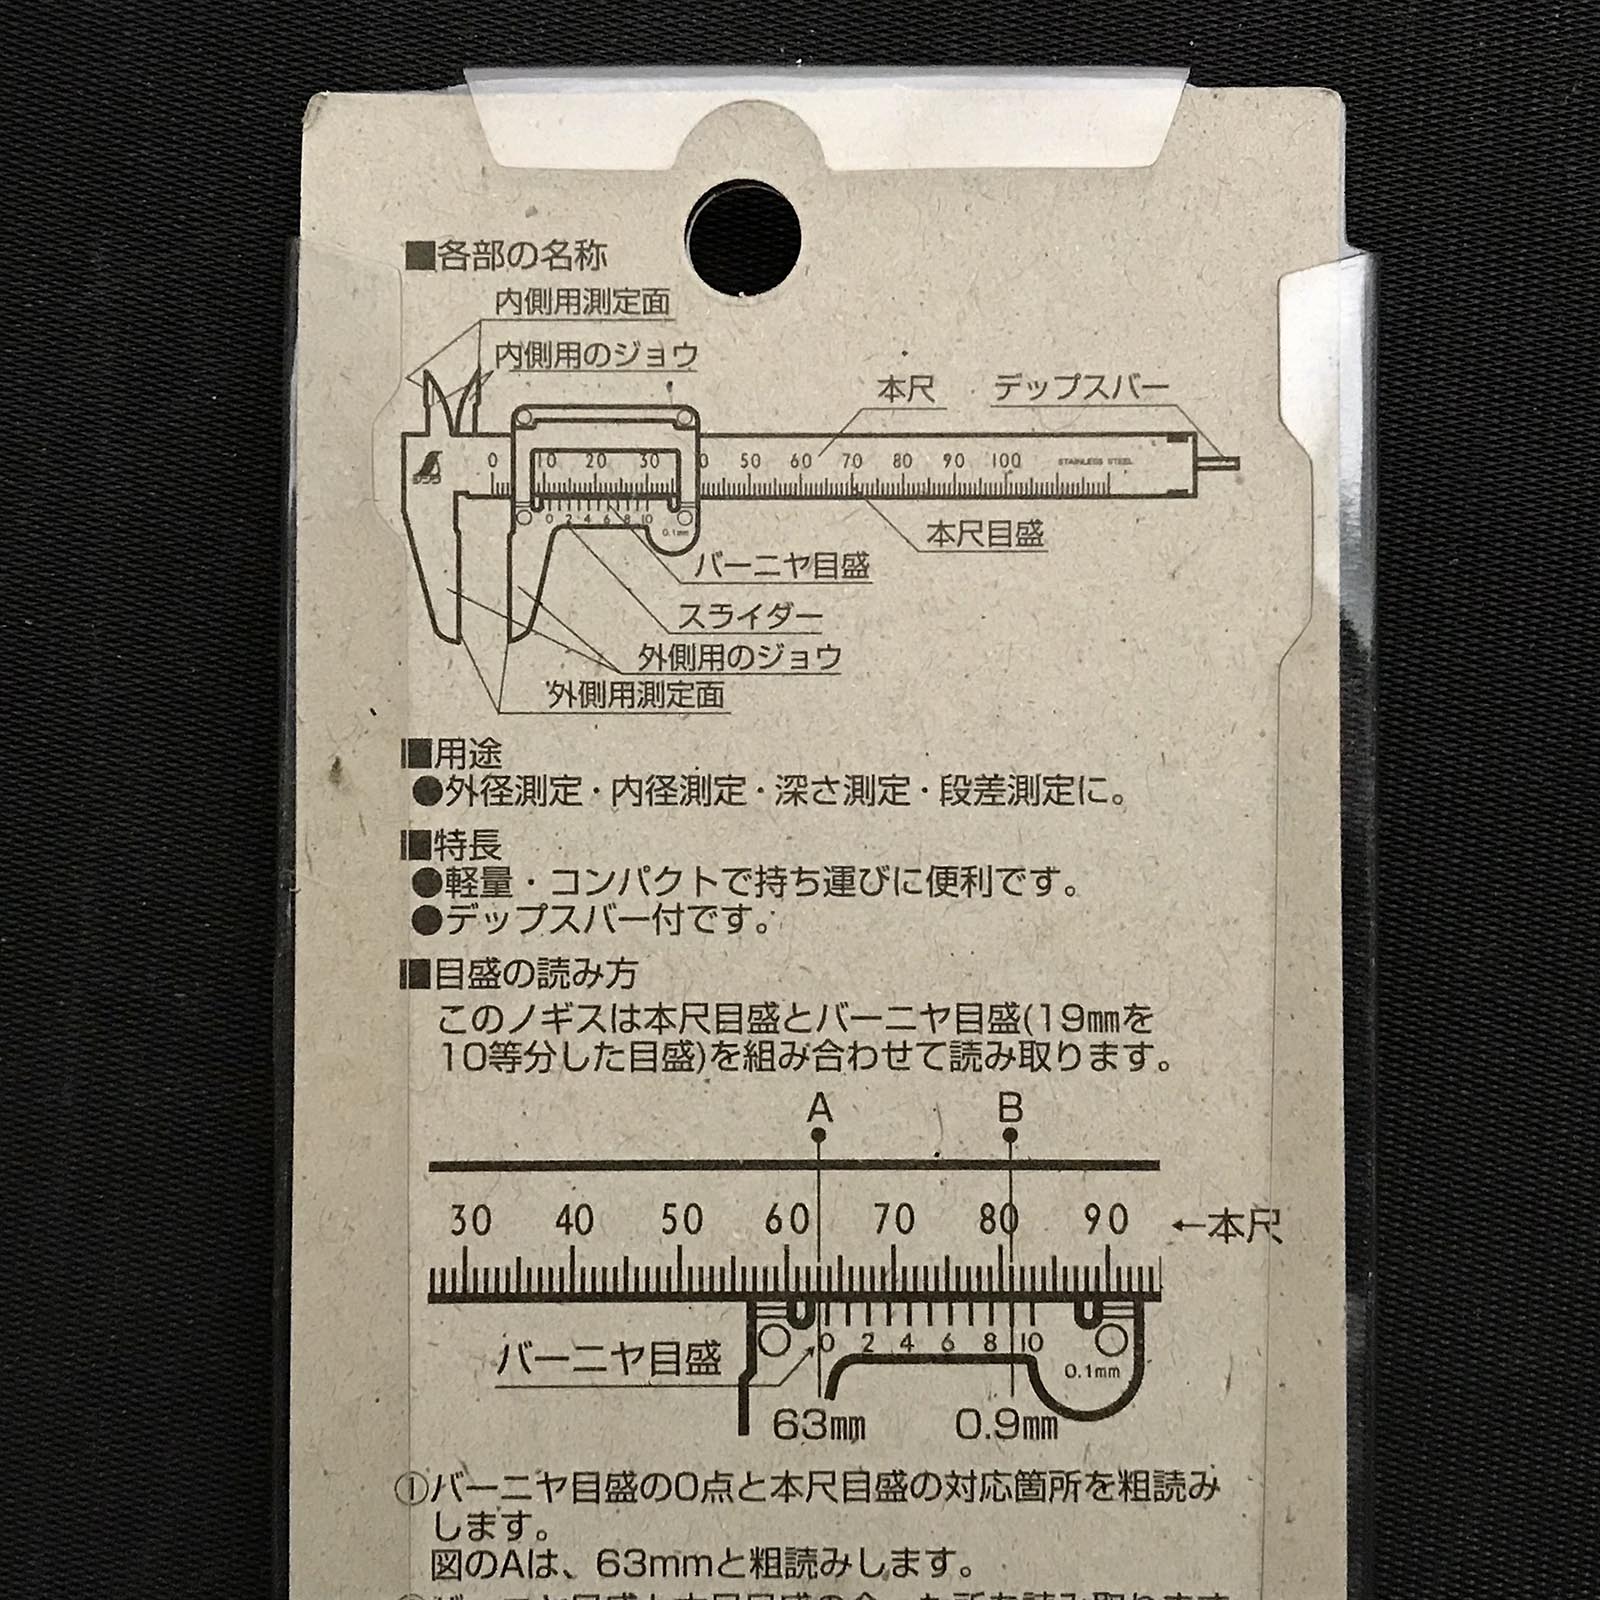 ■各部の名称
内側用測定面
内側用のジョウ
本尺
デップスバー
0 10 20 30 0 50 60 70 80 90 100 STAINLESS STEEL
0 2 4 6 8 10
0.1mm
本尺目盛
バーニヤ目盛
スライダー
外側用のジョウ
外側用測定面
■用途
●外径測定・内径測定・深さ測定・段差測定に。
■特長
●軽量・コンパクトで持ち運びに便利です。
●デップスバー付です。
■目盛の読み方
このノギスは本尺目盛とバーニヤ目盛(19㎜を
10等分した目盛)を組み合わせて読み取ります。
A B
30 40 50 60 70 80 90 ←本尺
0 2 4 6 8 10
バーニヤ目盛
0.1mm
63㎜ 0.9㎜
①バーニヤ目盛の0点と本尺目盛の対応箇所を粗読み
します。
図のAは、63mmと粗読みします。